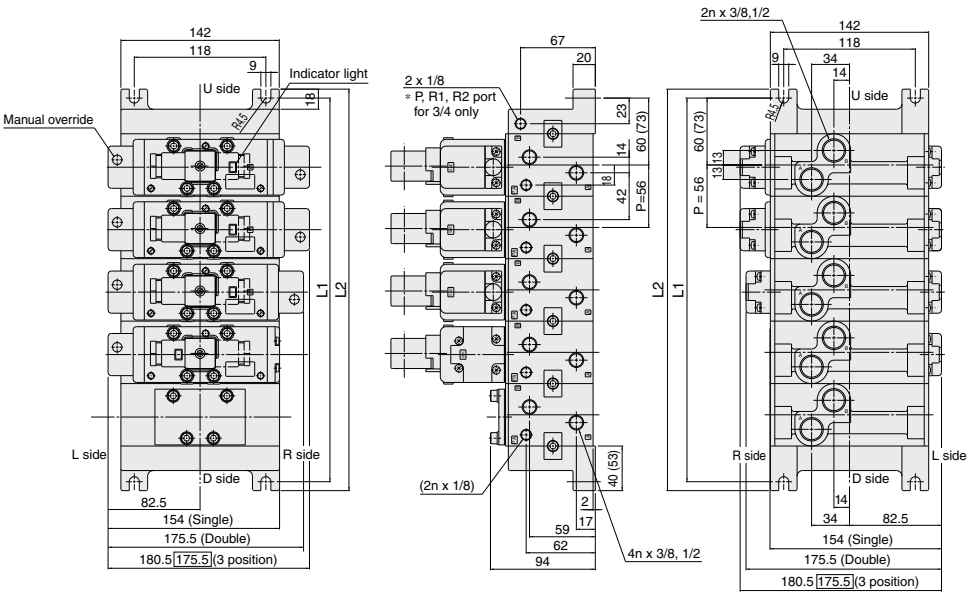 142
118
9
Indicator light
U side
18
R4.5
Manual override
L1
L2
L side
R side
D side
82.5
154 (Single)
175.5 (Double)
180.5 175.5 (3 position)
67
20
2 x 1/8
* P, R1, R2 port
for 3/4 only
23
60 (73)
14
18
42
P=56
40 (53)
(2n x 1/8)
2
17
59
62
94
4n x 3/8, 1/2
2n x 3/8,1/2
142
118
34
9
14
U side
R4.5
60 (73)
13
13
P = 56
L2
L1
A
B
A
B
A
B
A
B
A
B
R side
L side
D side
14
34
82.5
154 (Single)
175.5 (Double)
180.5 175.5 (3 position)